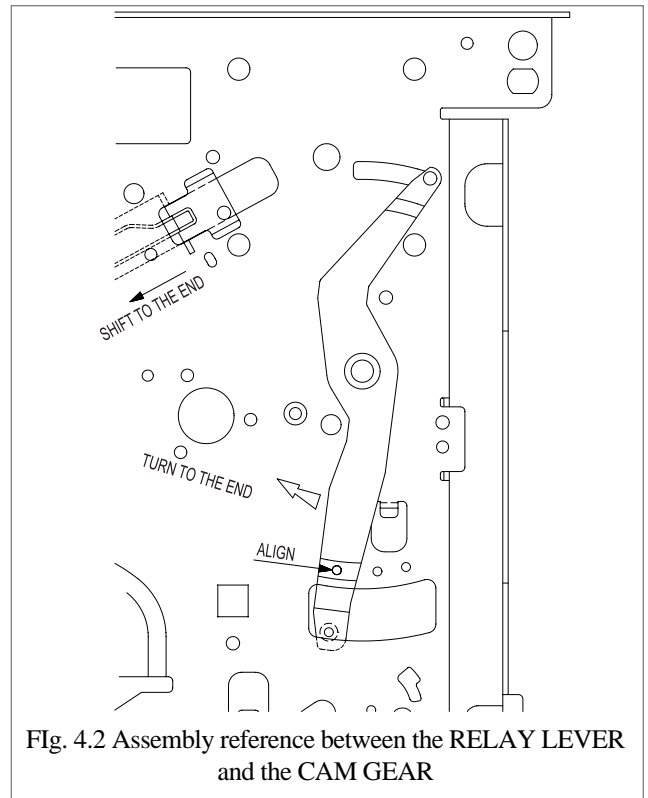 SHIFT TO THE END
TURN TO THE END
ALIGN
FIg. 4.2 Assembly reference between the RELAY LEVER
and the CAM GEAR